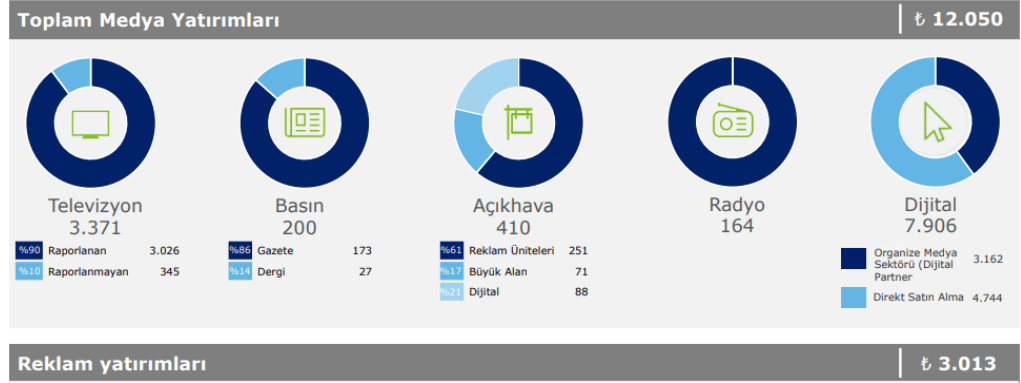 Toplam Medya Yatırımları ₺ 12.050
Televizyon
3.371
%90 Raporlanan 3.026
%10 Raporlanmayan 345
Basın
200
%86 Gazete 173
%14 Dergi 27
Açıkhava
410
%61 Reklam Üniteleri 251
%17 Büyük Alan 71
%21 Dijital 88
Radyo
164
Dijital
7.906
Organize Medya
Sektörü (Dijital 3.162
Partner
Direkt Satın Alma 4.744
Reklam yatırımları ₺ 3.013